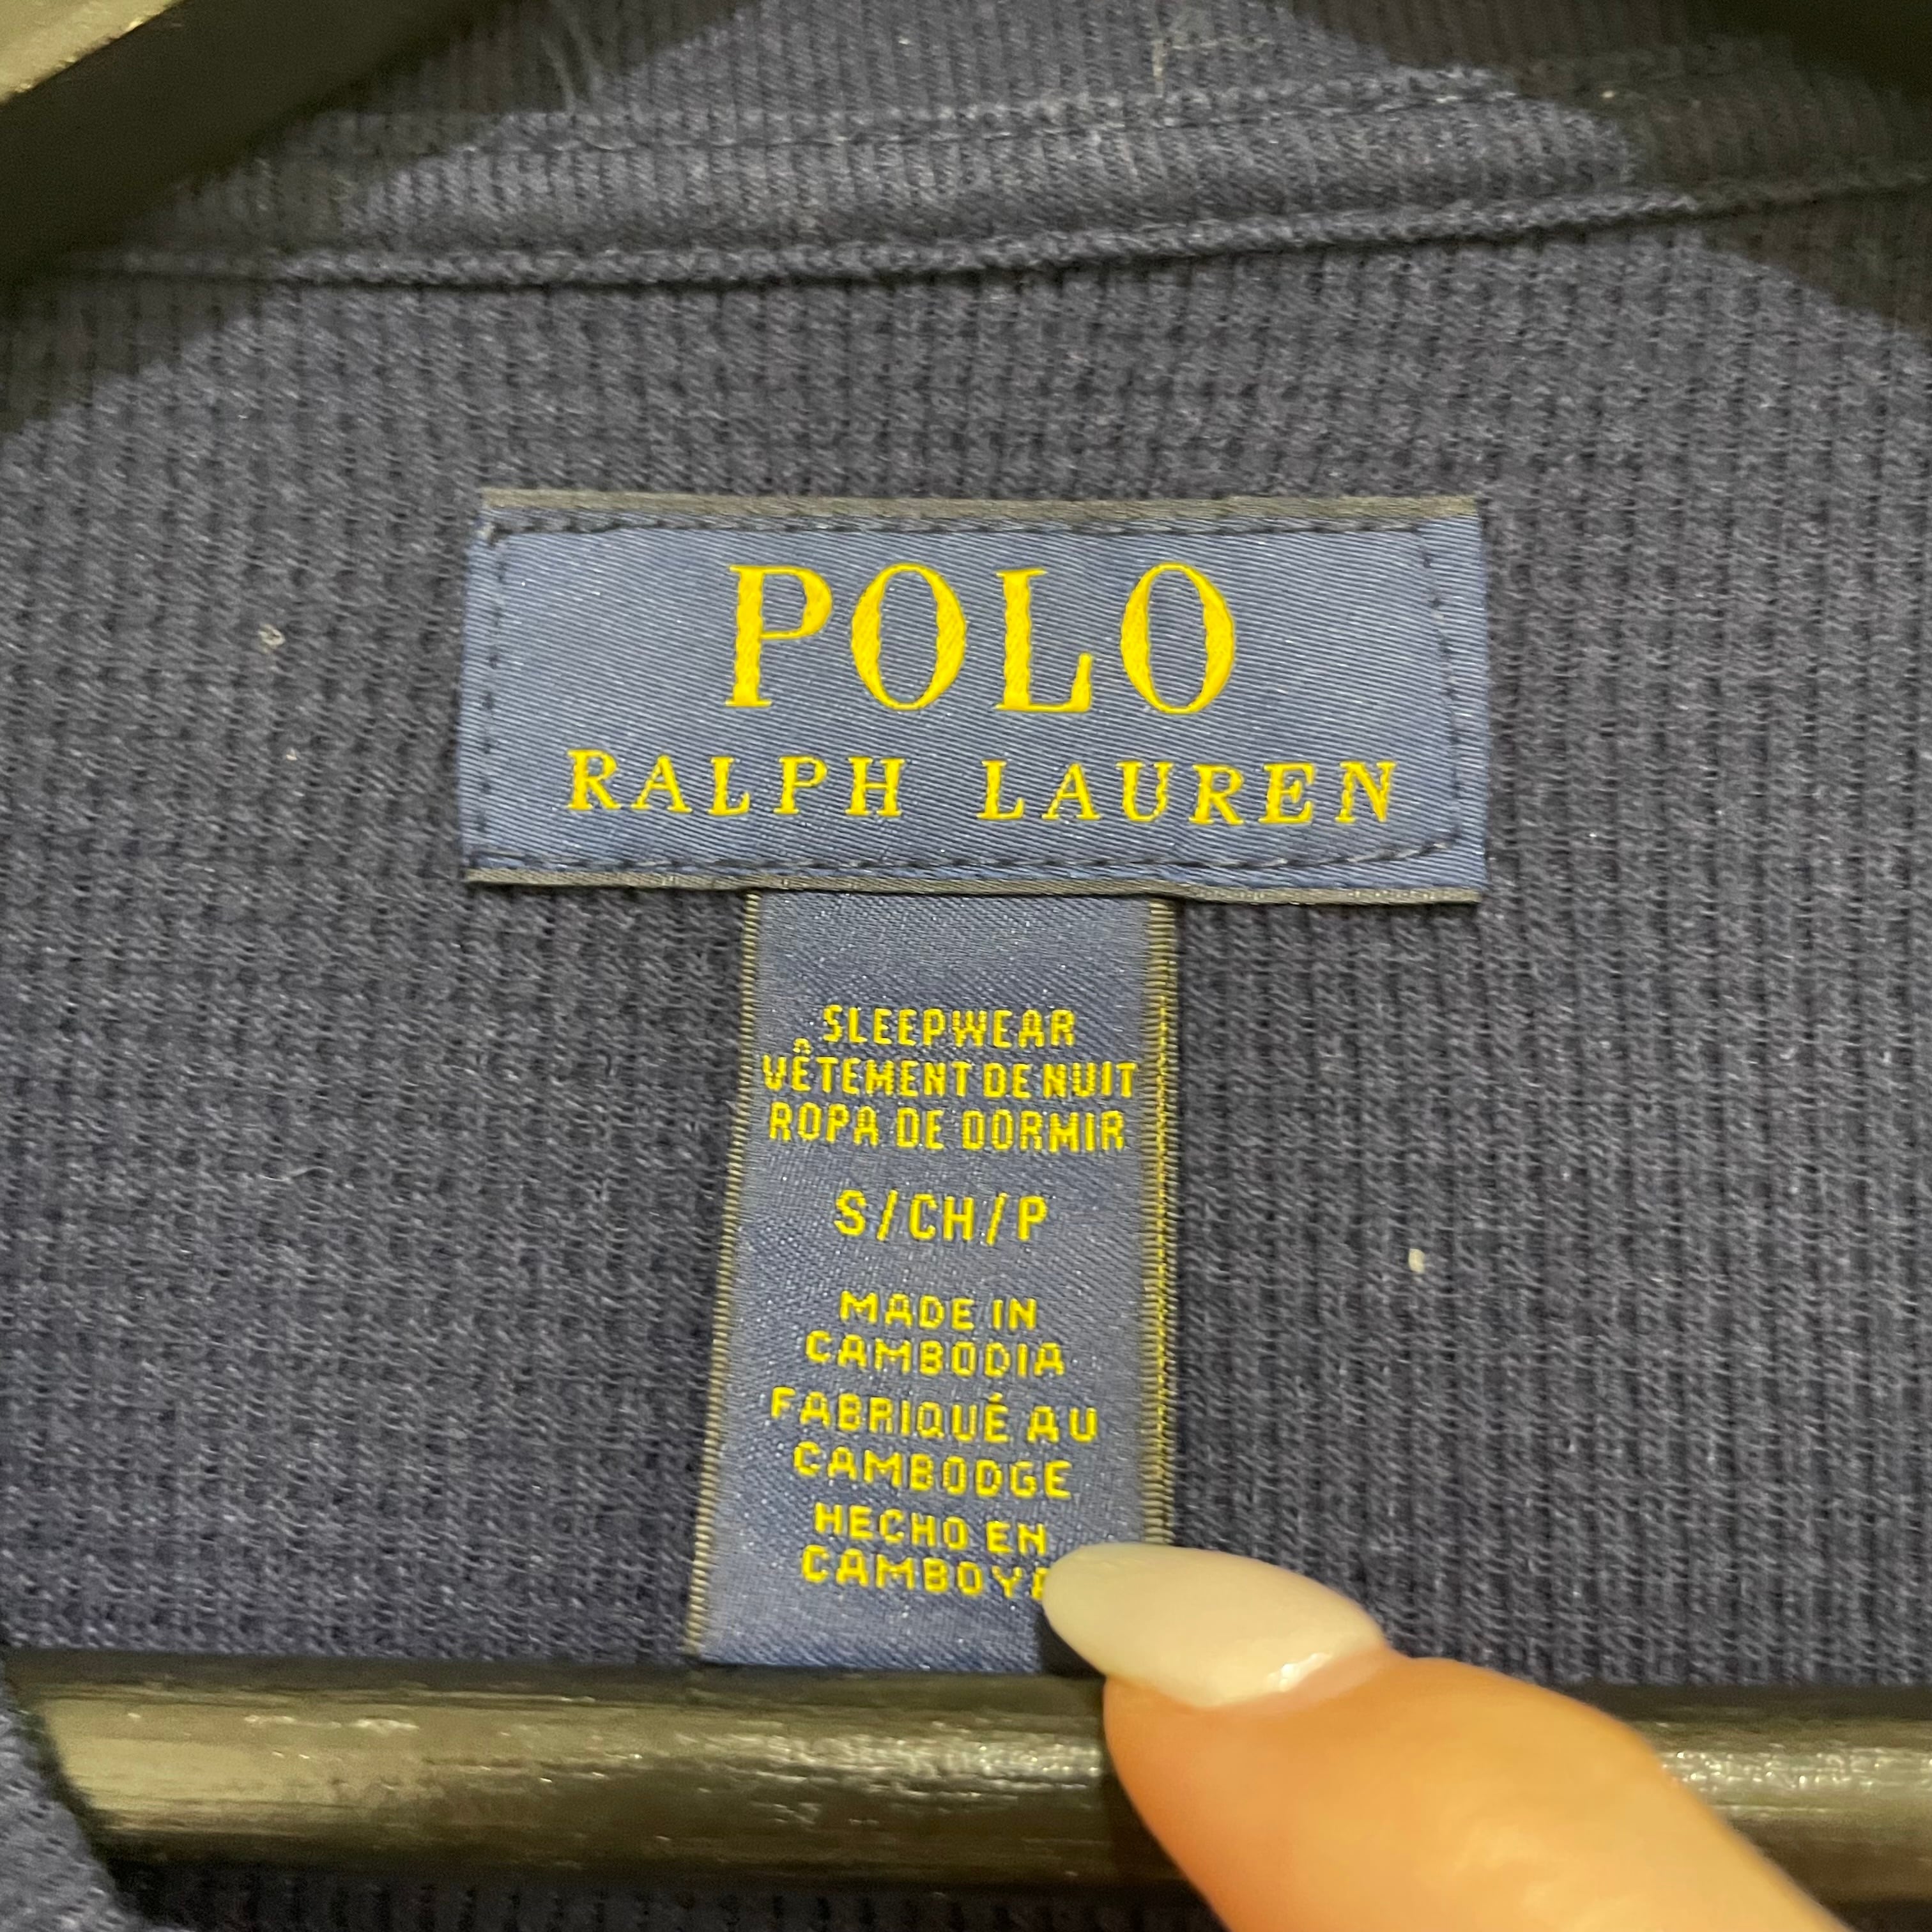 POLO
RALPH LAUREN
SLEEPWEAR
VÊTEMENT DE NUIT
ROPA DE DORMIR
S/CH/P
MADE IN
CAMBODIA
FABRIQUÉ AU
CAMBODGE
HECHO EN
CAMBOYA